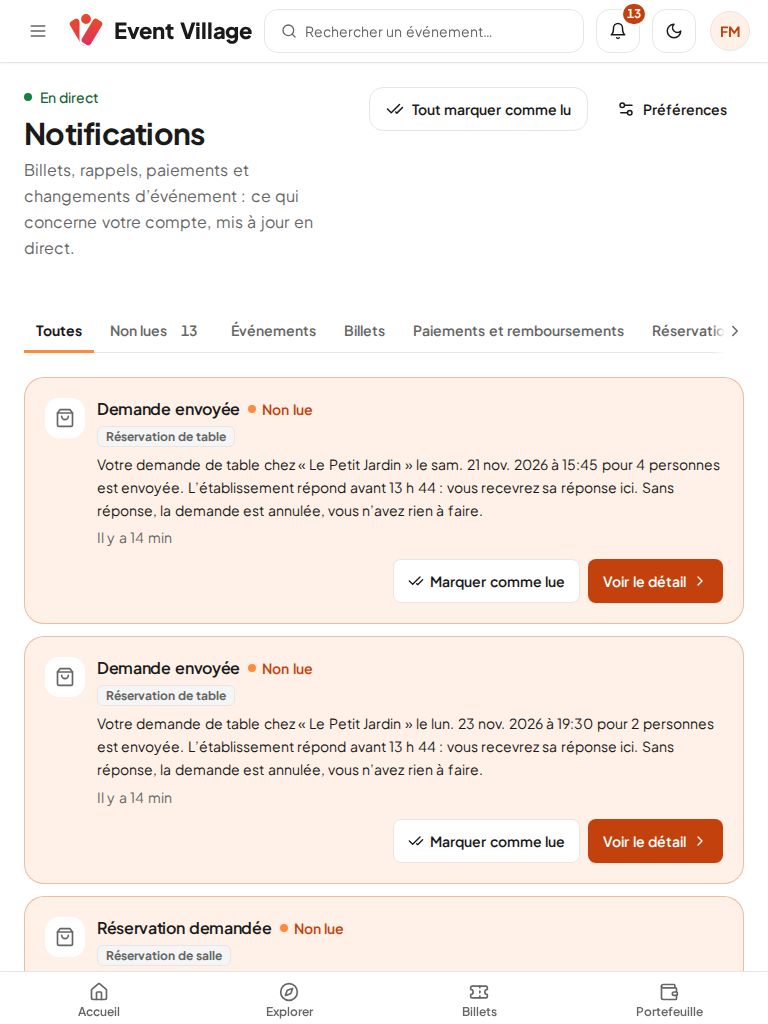 Event Village
Rechercher un événement…
13
FM
En direct
Tout marquer comme lu
Préférences
Notifications
Billets, rappels, paiements et
changements d’événement : ce qui
concerne votre compte, mis à jour en
direct.
Toutes
Non lues 13
Événements
Billets
Paiements et remboursements
Réservatio
Demande envoyée
Non lue
Réservation de table
Votre demande de table chez « Le Petit Jardin » le sam. 21 nov. 2026 à 15:45 pour 4 personnes
est envoyée. L’établissement répond avant 13 h 44 : vous recevrez sa réponse ici. Sans
réponse, la demande est annulée, vous n’avez rien à faire.
Il y a 14 min
Marquer comme lue
Voir le détail
Demande envoyée
Non lue
Réservation de table
Votre demande de table chez « Le Petit Jardin » le lun. 23 nov. 2026 à 19:30 pour 2 personnes
est envoyée. L’établissement répond avant 13 h 44 : vous recevrez sa réponse ici. Sans
réponse, la demande est annulée, vous n’avez rien à faire.
Il y a 14 min
Marquer comme lue
Voir le détail
Réservation demandée
Non lue
Réservation de salle
Accueil
Explorer
Billets
Portefeuille